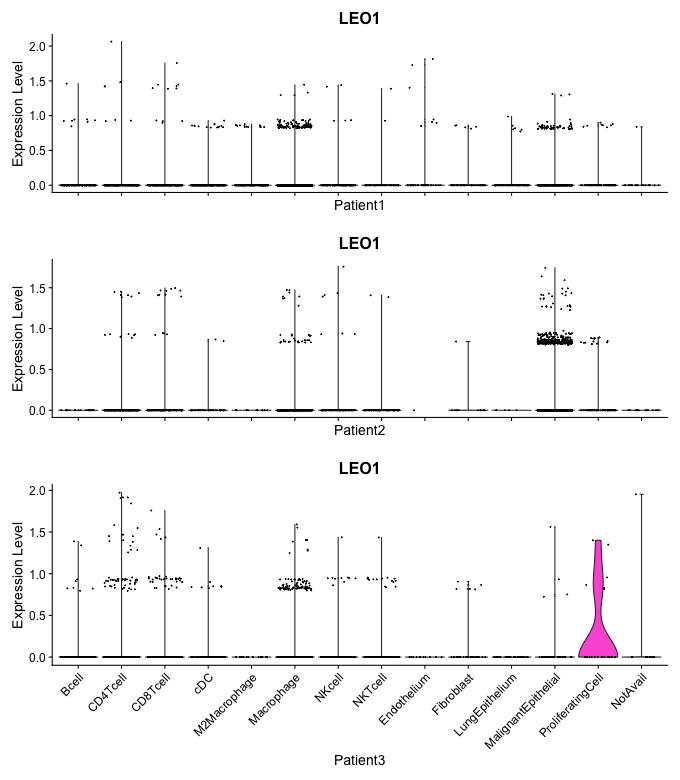 LEO1
Expression Level
2.0
1.5
1.0
0.5
0.0
Patient1
LEO1
Expression Level
1.5
1.0
0.5
0.0
Patient2
LEO1
Expression Level
2.0
1.5
1.0
0.5
0.0
Bcell
CD4Tcell
CD8Tcell
cDC
M2Macrophage
Macrophage
NKcell
NKTcell
Endothelium
Fibroblast
LungEpithelium
MalignantEpithelial
ProliferatingCell
NotAvail
Patient3